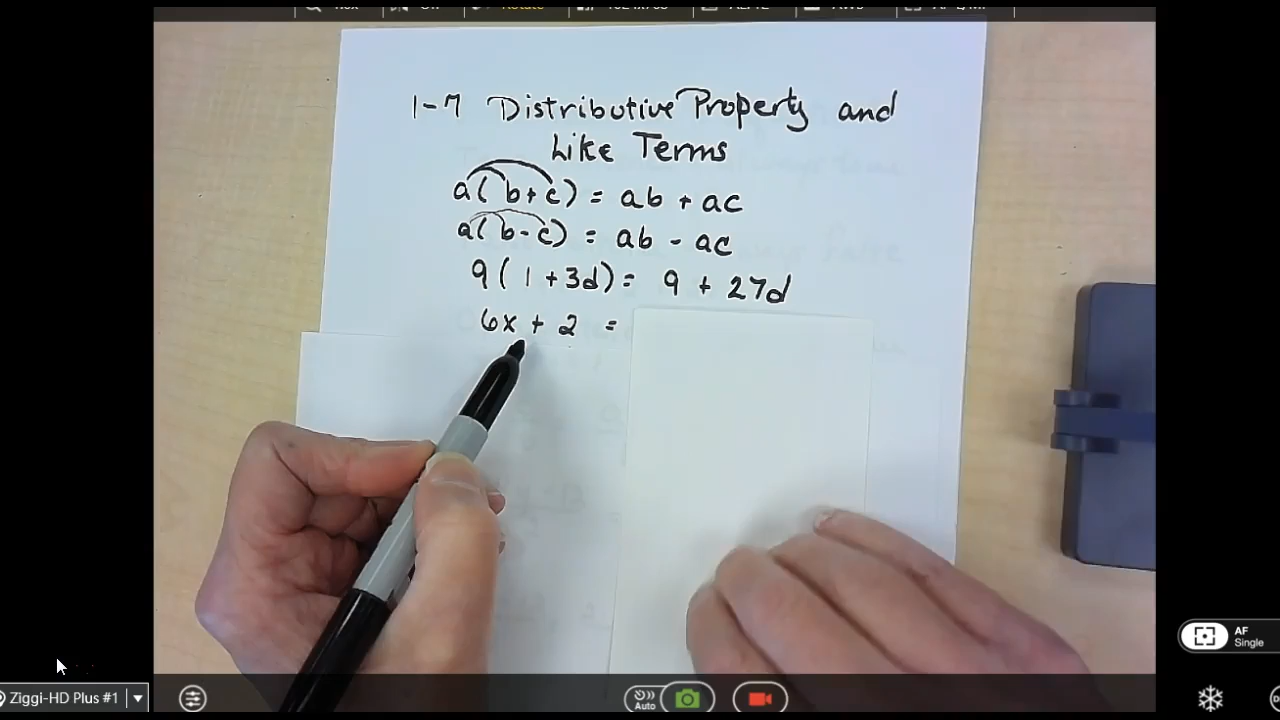 1-7 Distributive Property and
Like Terms
a(b+c) = ab + ac
a(b-c) = ab - ac
9(1+3d) = 9 + 27d
6x + 2 =
AF
Single
Ziggi-HD Plus #1
Auto